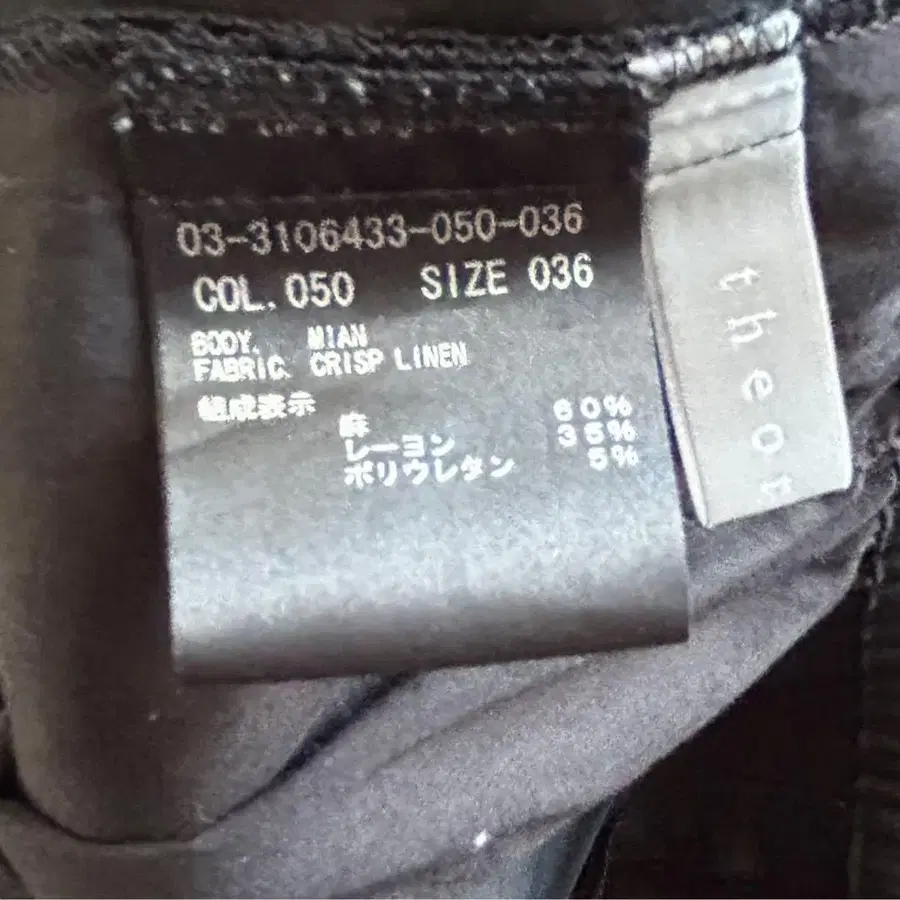 03-3106433-050-036
COL. 050 SIZE 036
BODY. MIAN
FABRIC. CRISP LINEN
組成表示
麻 60%
レーヨン 35%
ポリウレタン 5%
theor